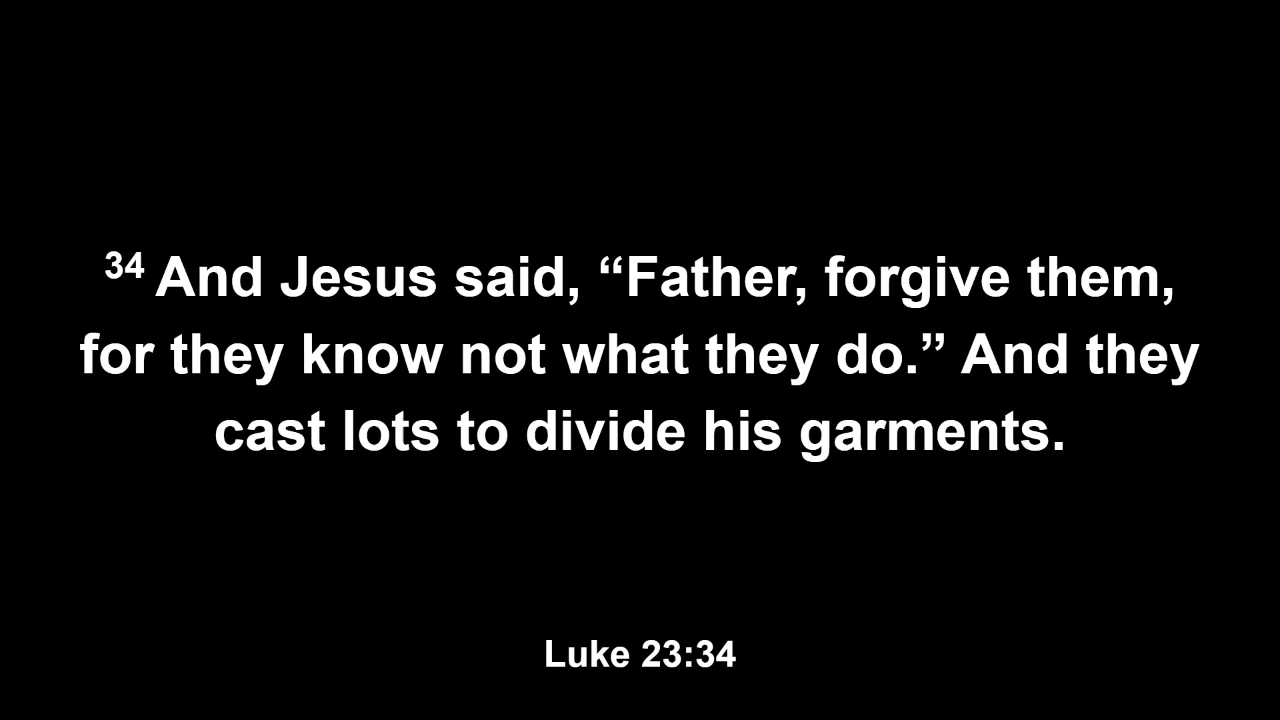 34 And Jesus said, “Father, forgive them,
for they know not what they do.” And they
cast lots to divide his garments.
Luke 23:34